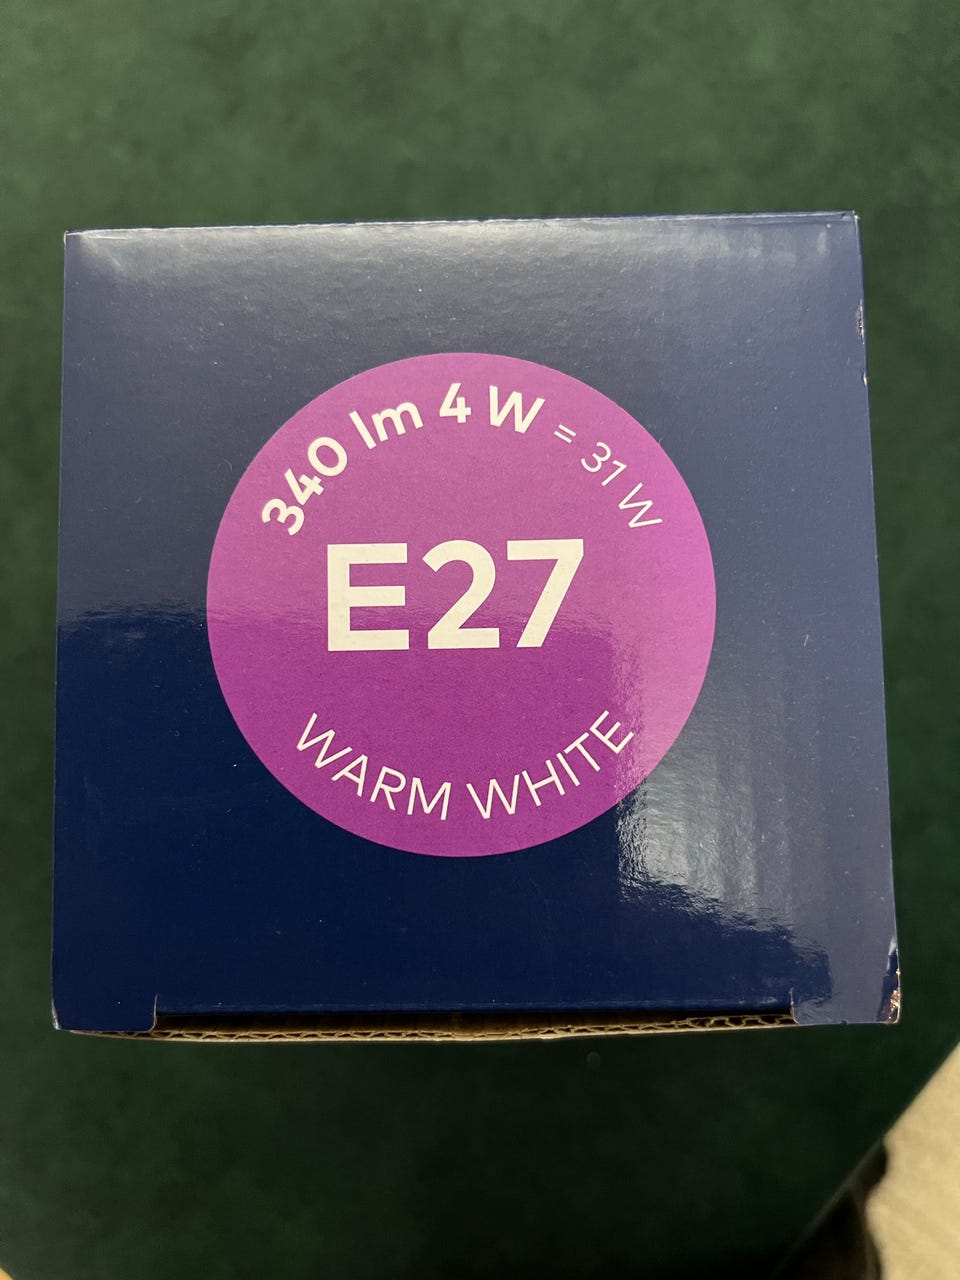 340 lm 4 W = 31 W
E27
WARM WHITE